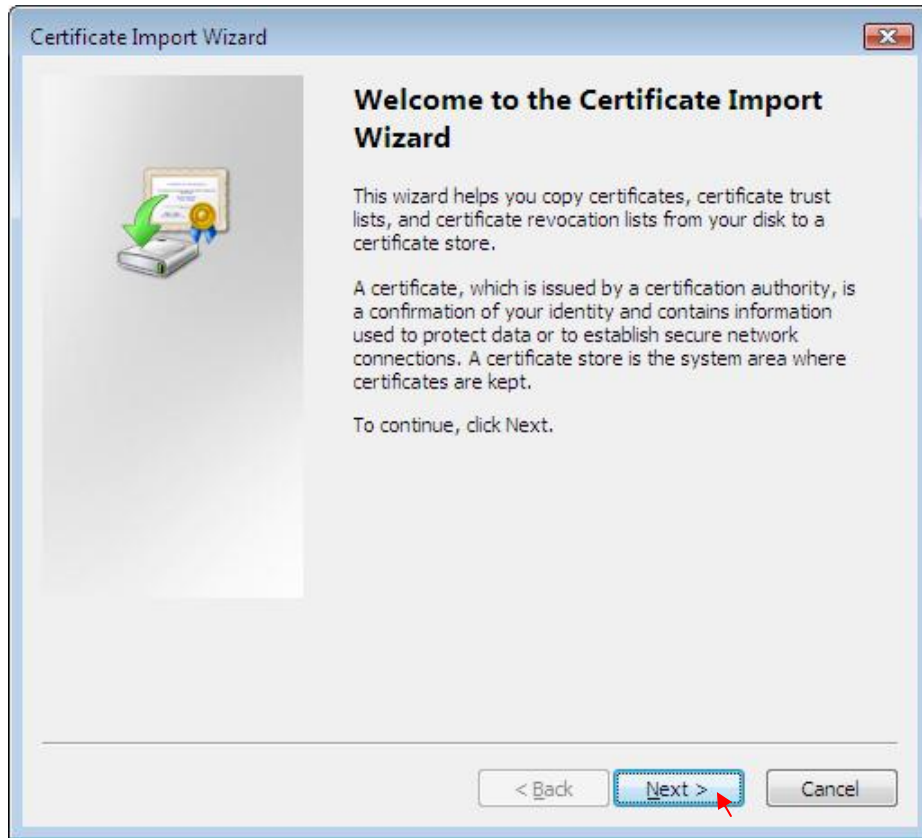 Certificate Import Wizard
Welcome to the Certificate Import
Wizard
This wizard helps you copy certificates, certificate trust
lists, and certificate revocation lists from your disk to a
certificate store.
A certificate, which is issued by a certification authority, is
a confirmation of your identity and contains information
used to protect data or to establish secure network
connections. A certificate store is the system area where
certificates are kept.
To continue, click Next.
< Back
Next >
Cancel